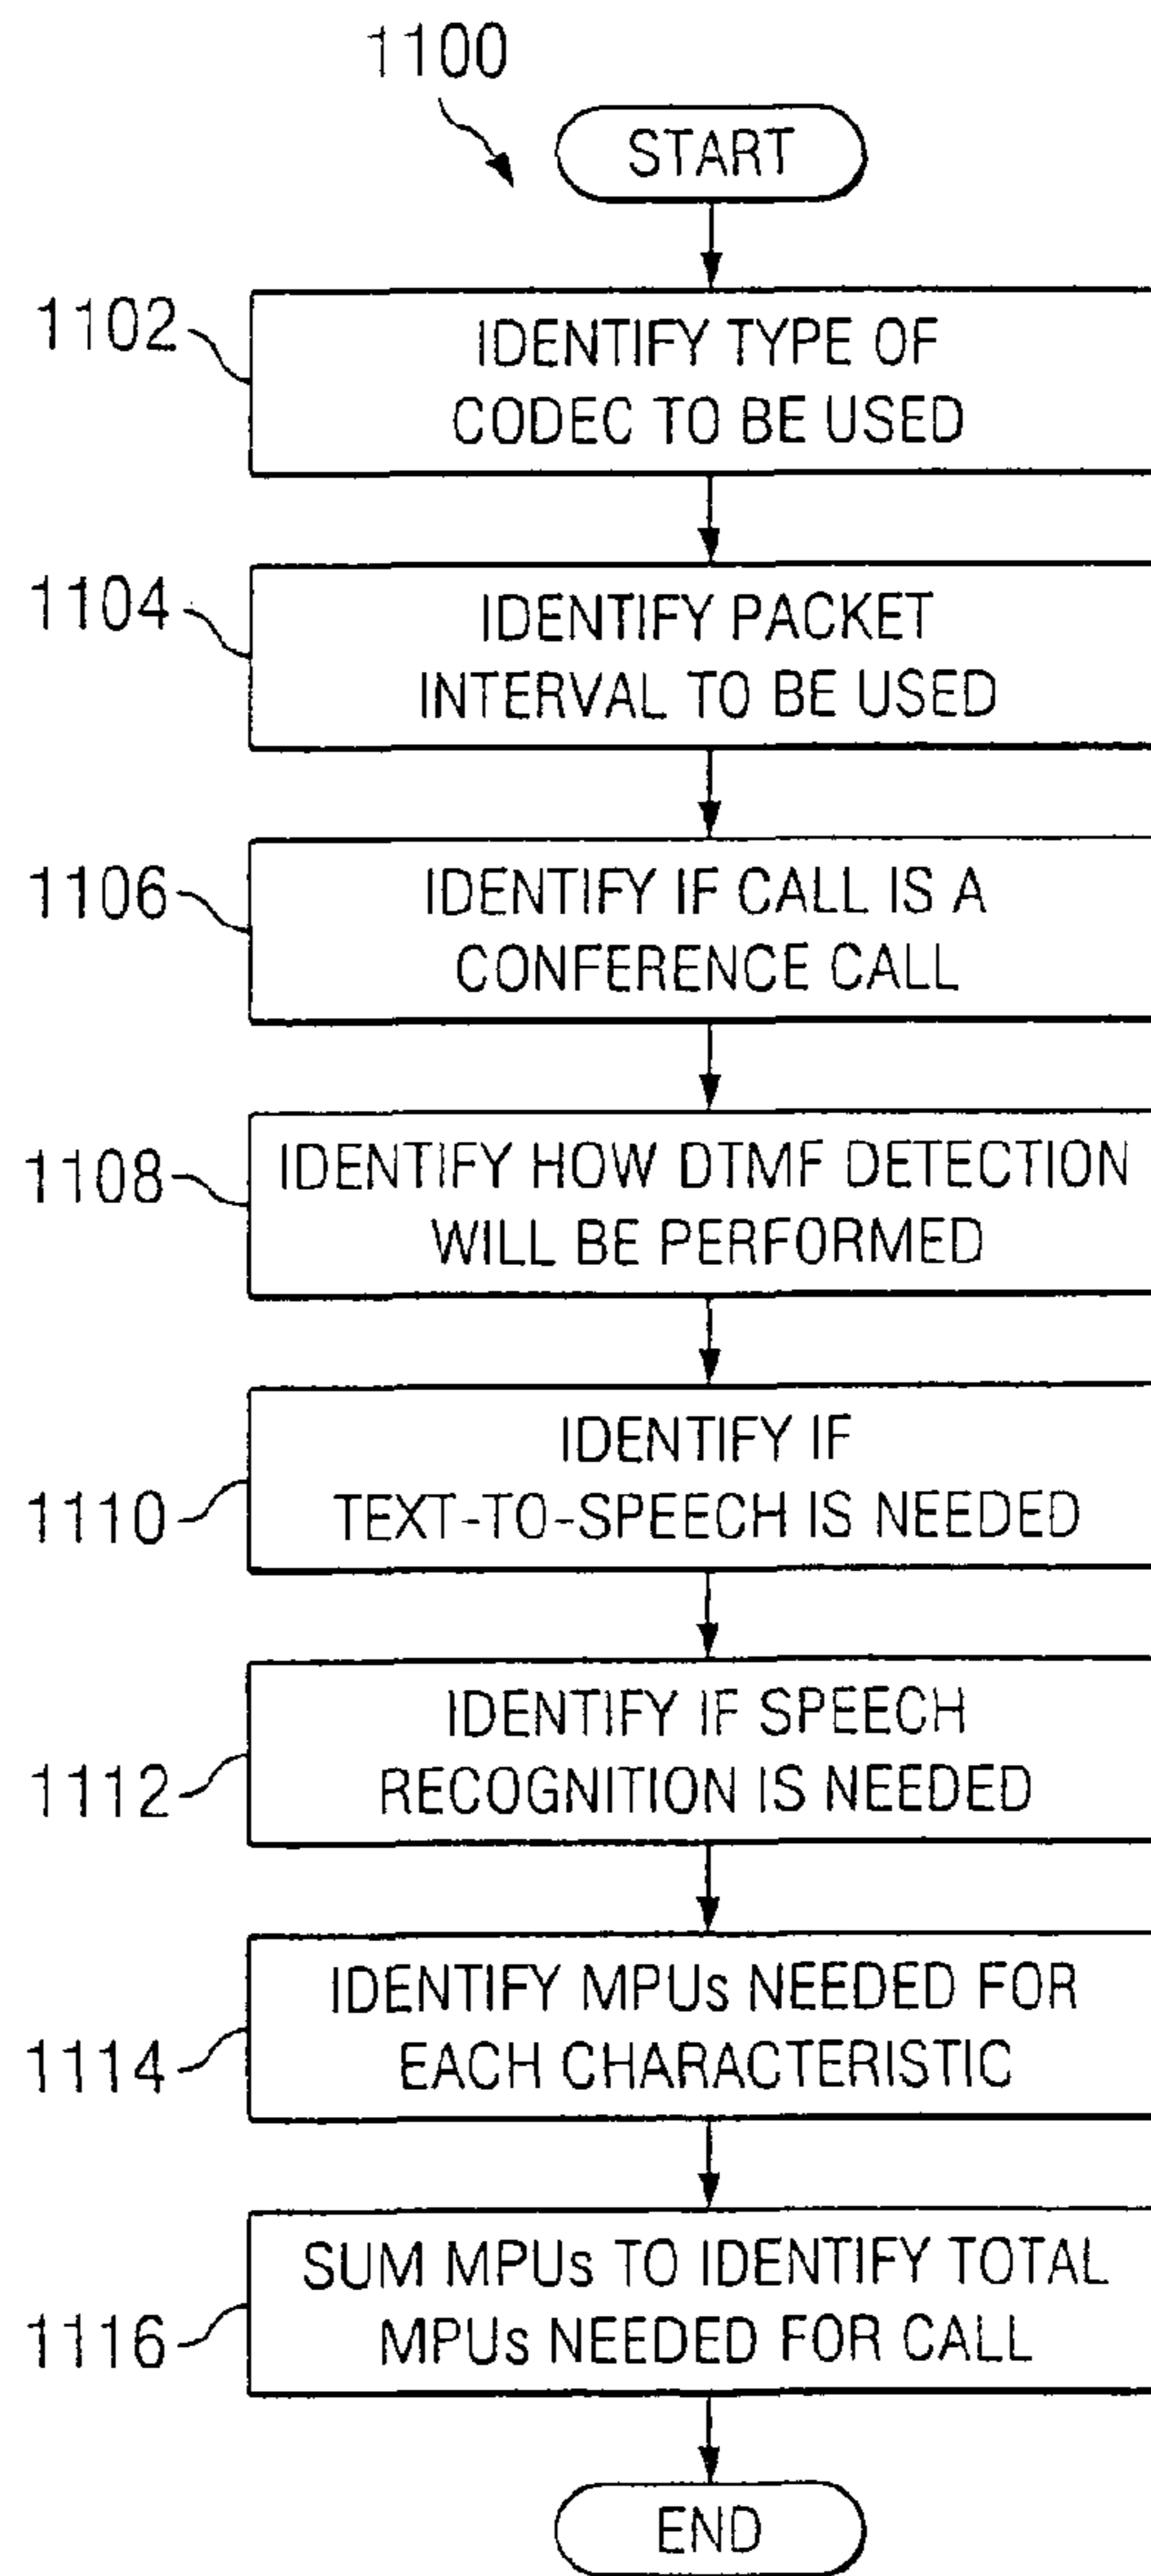 1100
START
1102
IDENTIFY TYPE OF
CODEC TO BE USED
1104
IDENTIFY PACKET
INTERVAL TO BE USED
1106
IDENTIFY IF CALL IS A
CONFERENCE CALL
1108
IDENTIFY HOW DTMF DETECTION
WILL BE PERFORMED
1110
IDENTIFY IF
TEXT-TO-SPEECH IS NEEDED
1112
IDENTIFY IF SPEECH
RECOGNITION IS NEEDED
1114
IDENTIFY MPUs NEEDED FOR
EACH CHARACTERISTIC
1116
SUM MPUs TO IDENTIFY TOTAL
MPUs NEEDED FOR CALL
END